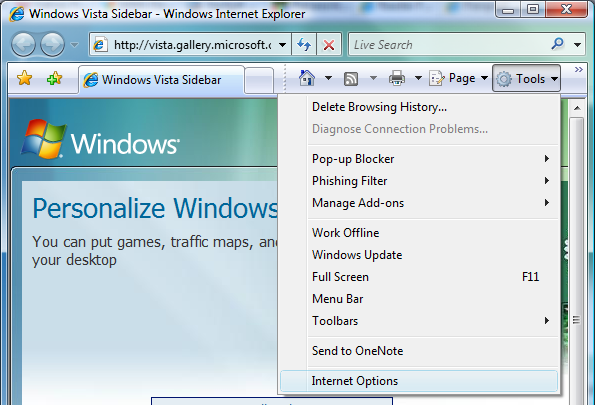 Windows Vista Sidebar - Windows Internet Explorer
http://vista.gallery.microsoft.c
Live Search
Windows Vista Sidebar
Page
Tools
Delete Browsing History...
Diagnose Connection Problems...
Pop-up Blocker
Phishing Filter
Manage Add-ons
Work Offline
Windows Update
Full Screen F11
Menu Bar
Toolbars
Send to OneNote
Internet Options
Windows
Personalize Windows
You can put games, traffic maps, and
your desktop